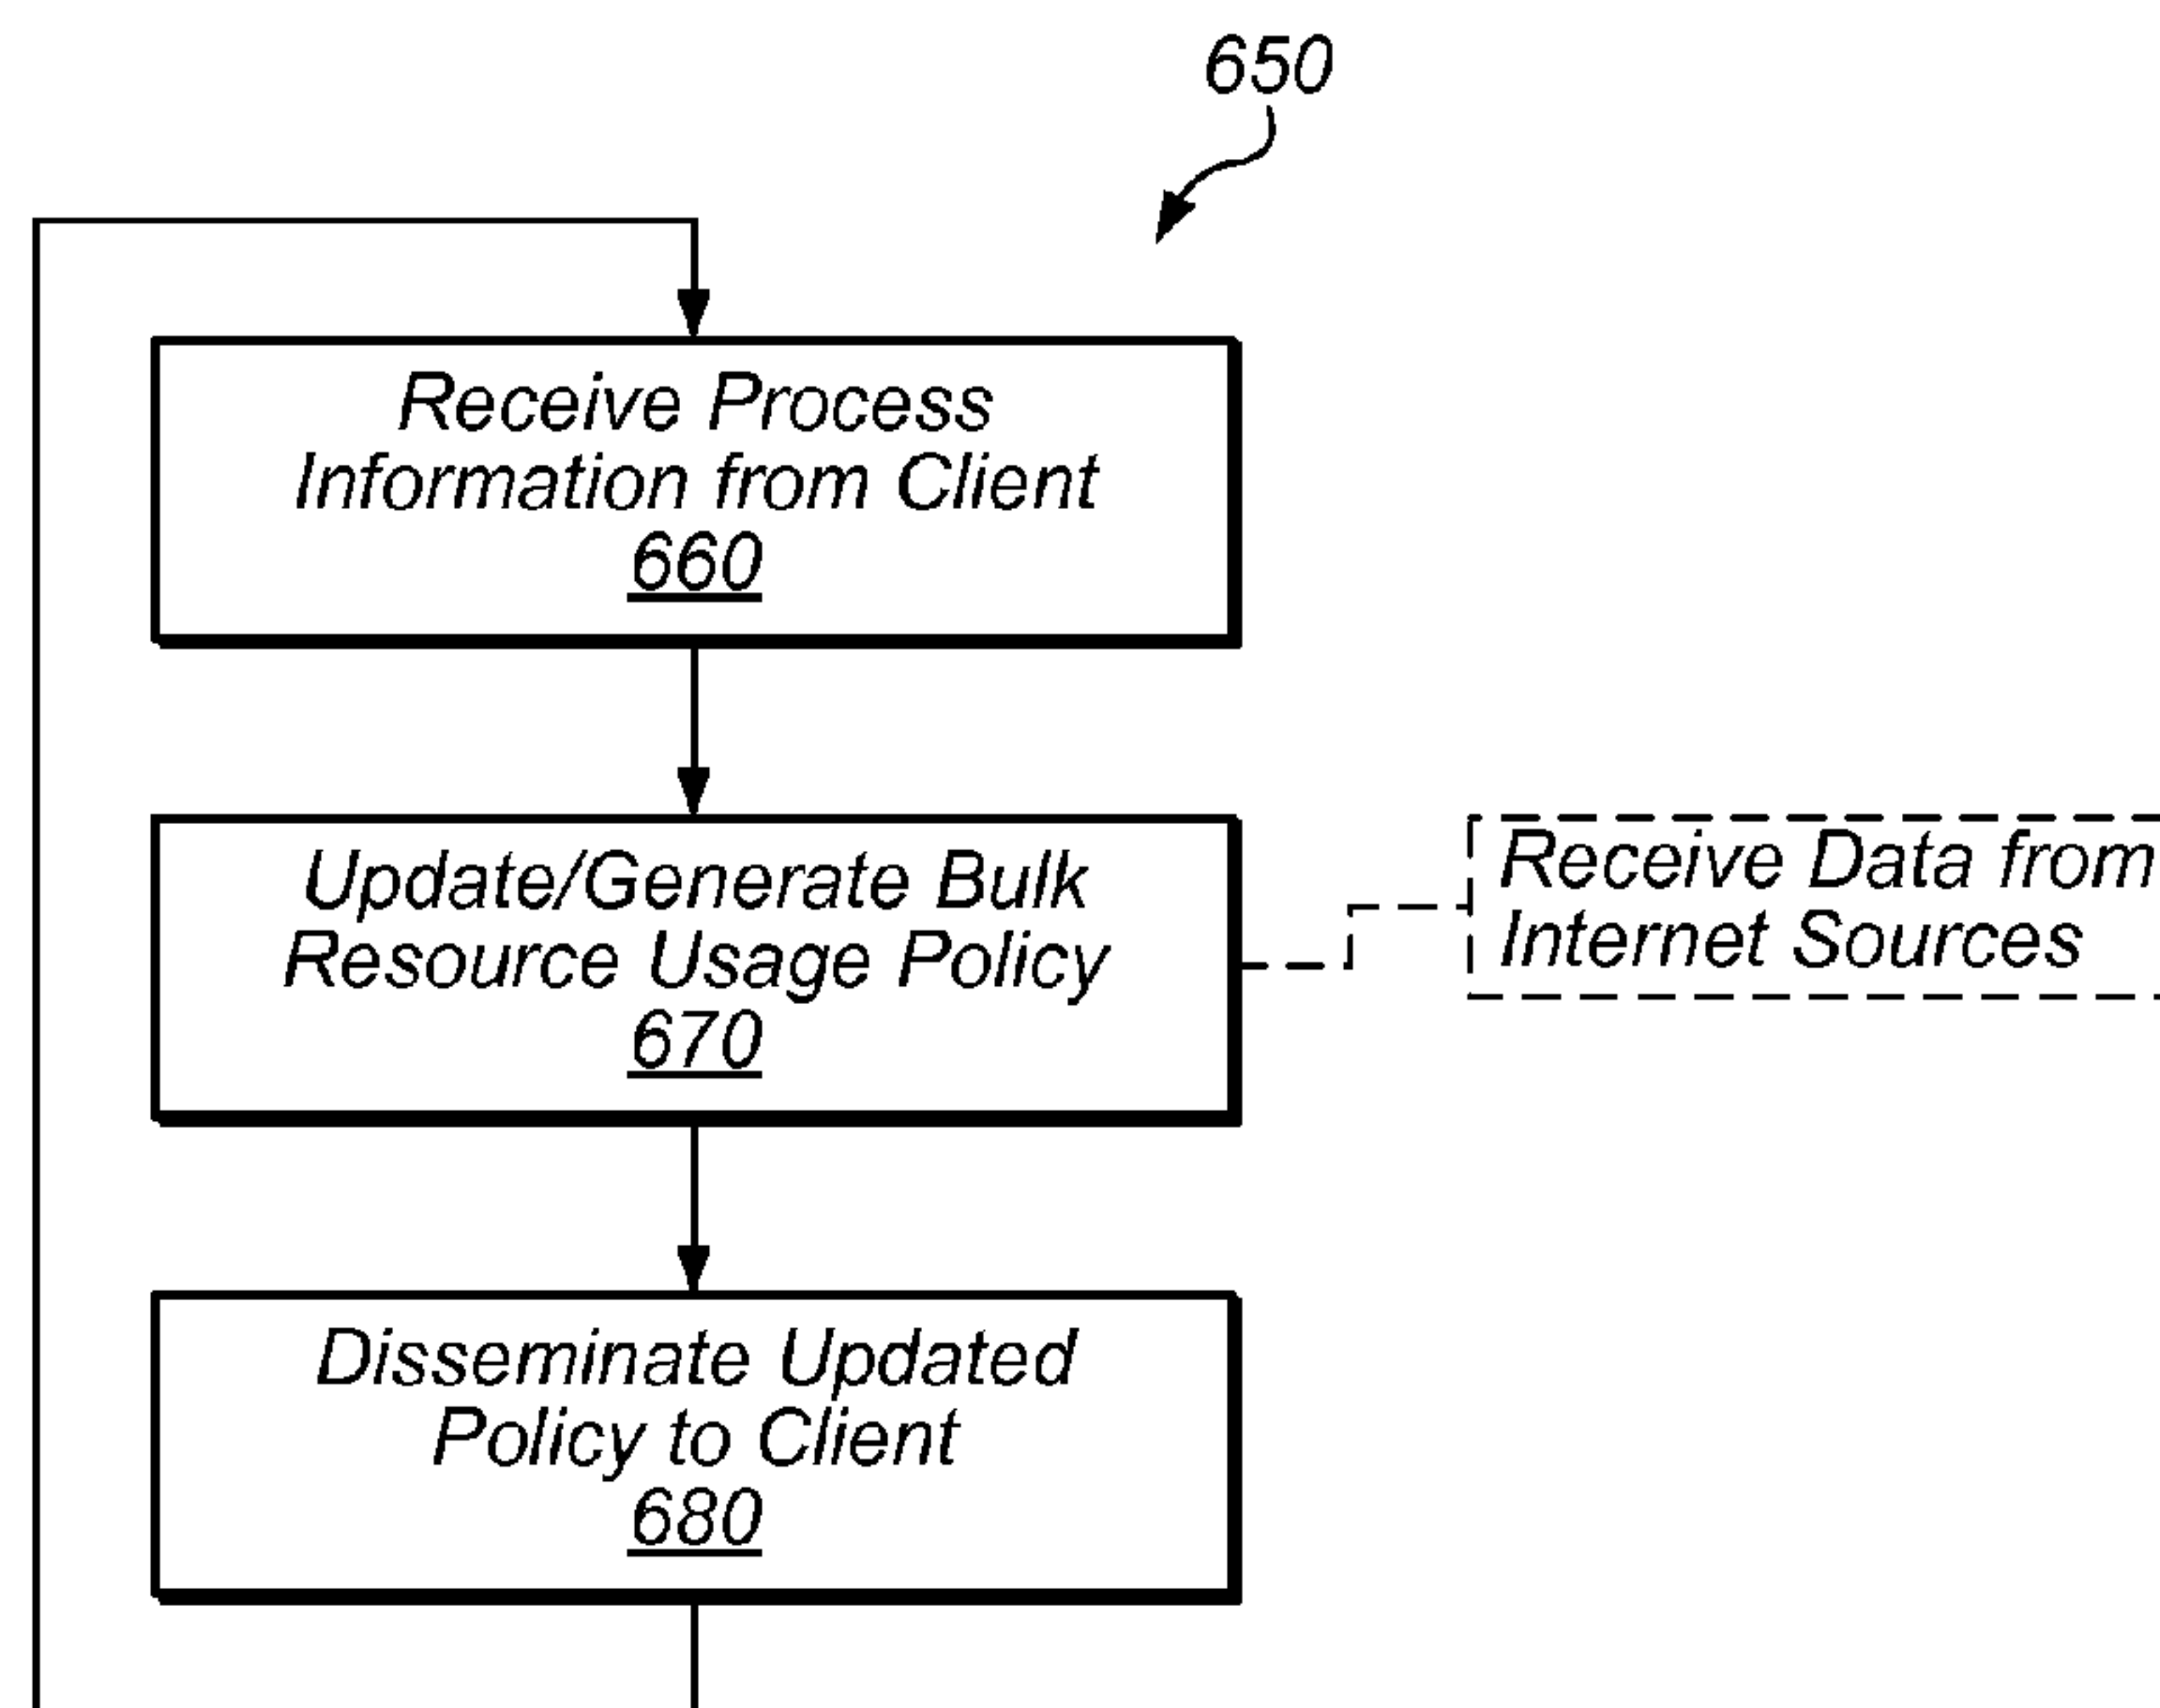 650
Receive Process
Information from Client
660
Update/Generate Bulk
Resource Usage Policy
670
Receive Data from
Internet Sources
Disseminate Updated
Policy to Client
680